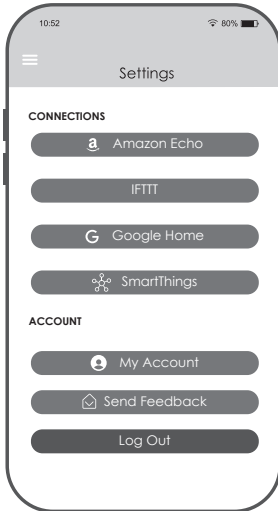 10:52 80%
Settings
CONNECTIONS
Amazon Echo
IFTTT
G Google Home
SmartThings
ACCOUNT
My Account
Send Feedback
Log Out